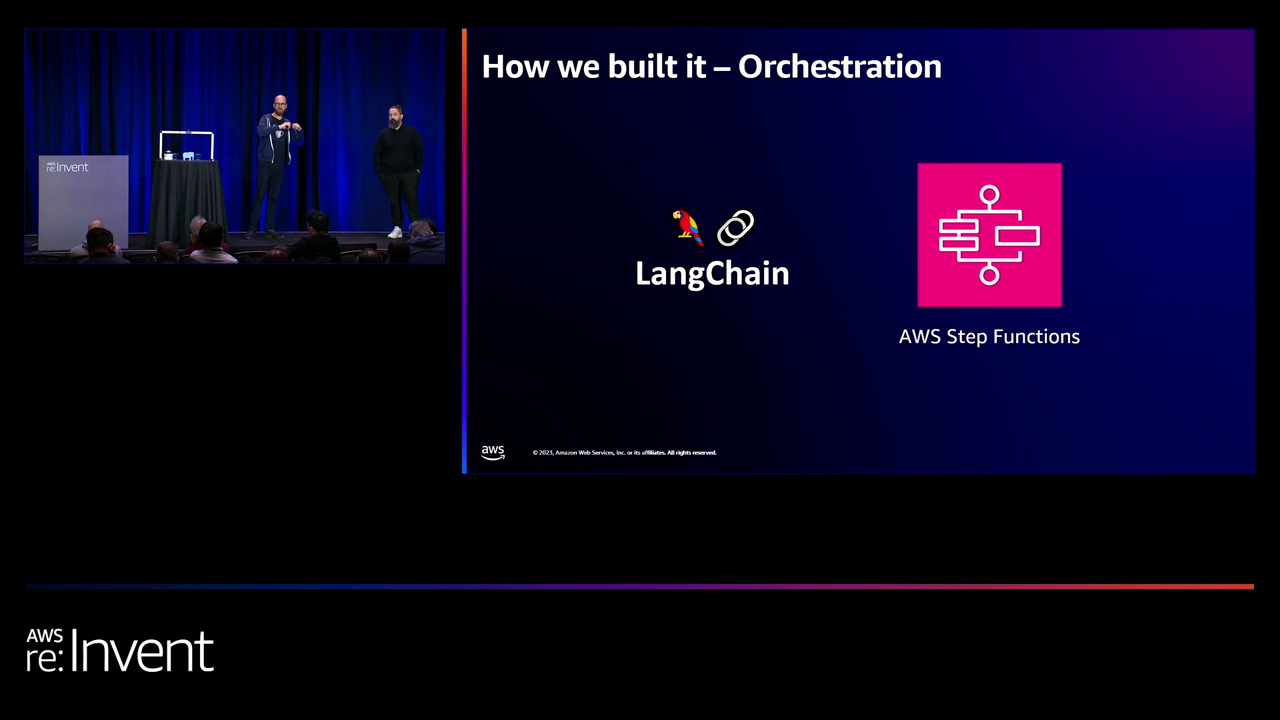 AWS
re:Invent
How we built it – Orchestration
LangChain
AWS Step Functions
aws
© 2023, Amazon Web Services, Inc. or its affiliates. All rights reserved.
AWS
re:Invent